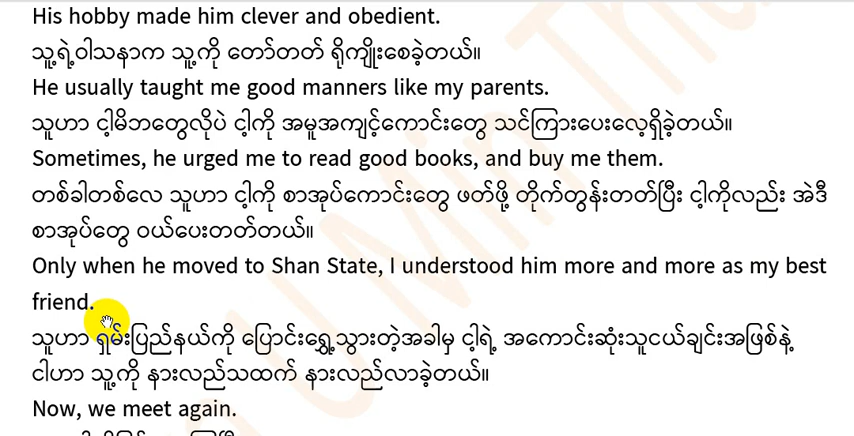 His hobby made him clever and obedient.
သူ့ရဲ့ဝါသနာက သူ့ကို တော်တတ် ရိုကျိုးစေခဲ့တယ်။
He usually taught me good manners like my parents.
သူဟာ ငါ့မိဘတွေလိုပဲ ငါ့ကို အမူအကျင့်ကောင်းတွေ သင်ကြားပေးလေ့ရှိခဲ့တယ်။
Sometimes, he urged me to read good books, and buy me them.
တစ်ခါတစ်လေ သူဟာ ငါ့ကို စာအုပ်ကောင်းတွေ ဖတ်ဖို့ တိုက်တွန်းတတ်ပြီး ငါ့ကိုလည်း အဲဒီ
စာအုပ်တွေ ဝယ်ပေးတတ်တယ်။
Only when he moved to Shan State, I understood him more and more as my best
friend.
သူဟာ ရှမ်းပြည်နယ်ကို ပြောင်းရွှေ့သွားတဲ့အခါမှ ငါ့ရဲ့ အကောင်းဆုံးသူငယ်ချင်းအဖြစ်နဲ့
ငါဟာ သူ့ကို နားလည်သထက် နားလည်လာခဲ့တယ်။
Now, we meet again.